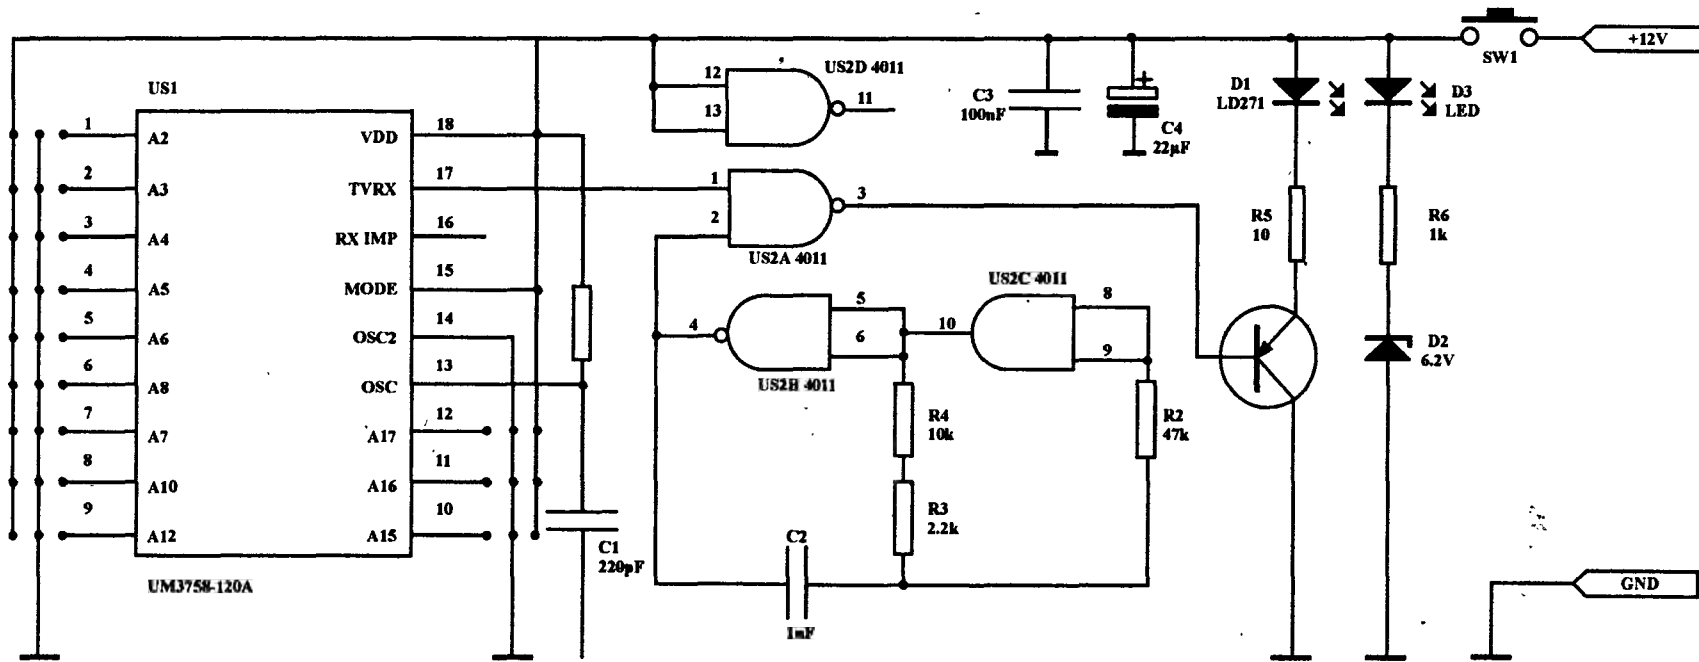 US1
1 A2 VDD 18
2 A3 TVRX 17
3 A4 RX IMP 16
4 A5 MODE 15
5 A6 OSC2 14
6 A8 OSC 13
7 A7 A17 12
8 A10 A16 11
9 A12 A15 10
UM3758-120A
C1
220pF
US2D 4011
12
13
11
1
2
3
US2A 4011
US2B 4011
4
5
6
US2C 4011
10
8
9
R4
10k
R3
2.2k
R2
47k
C2
1nF
C3
100nF
+
C4
22µF
D1
LD271
D3
LED
R5
10
R6
1k
D2
6.2V
SW1
+12V
GND